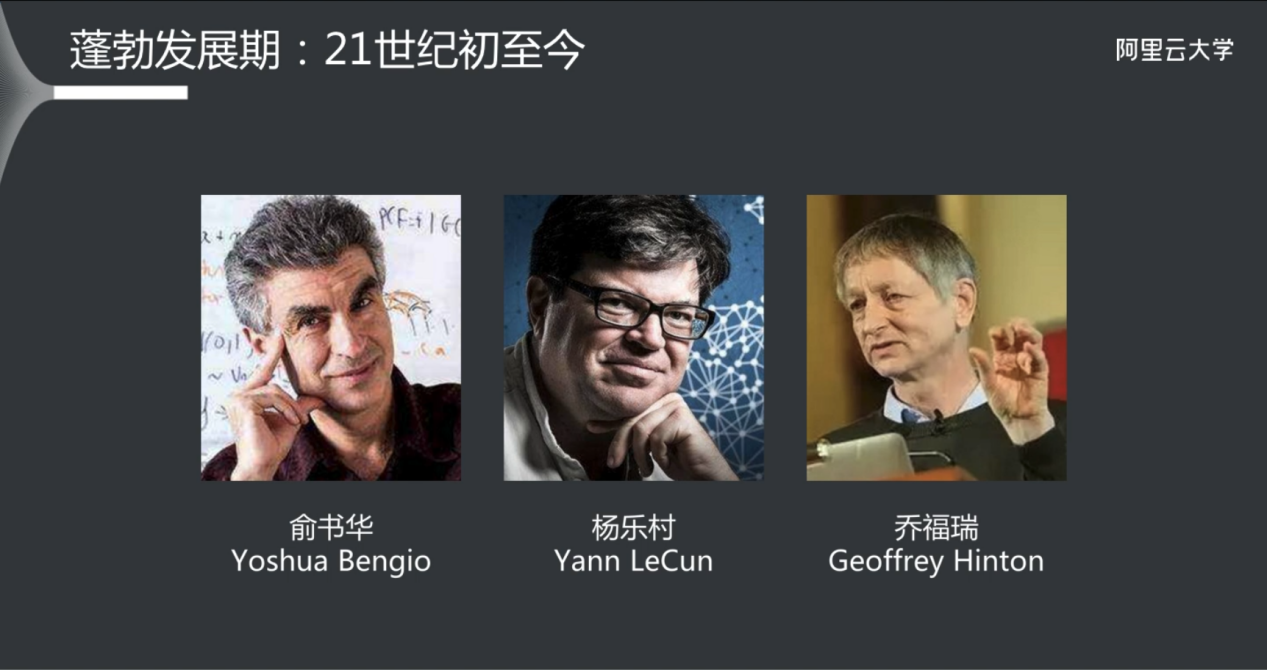 蓬勃发展期：21世纪初至今
阿里云大学
俞书华
Yoshua Bengio
杨乐村
Yann LeCun
乔福瑞
Geoffrey Hinton